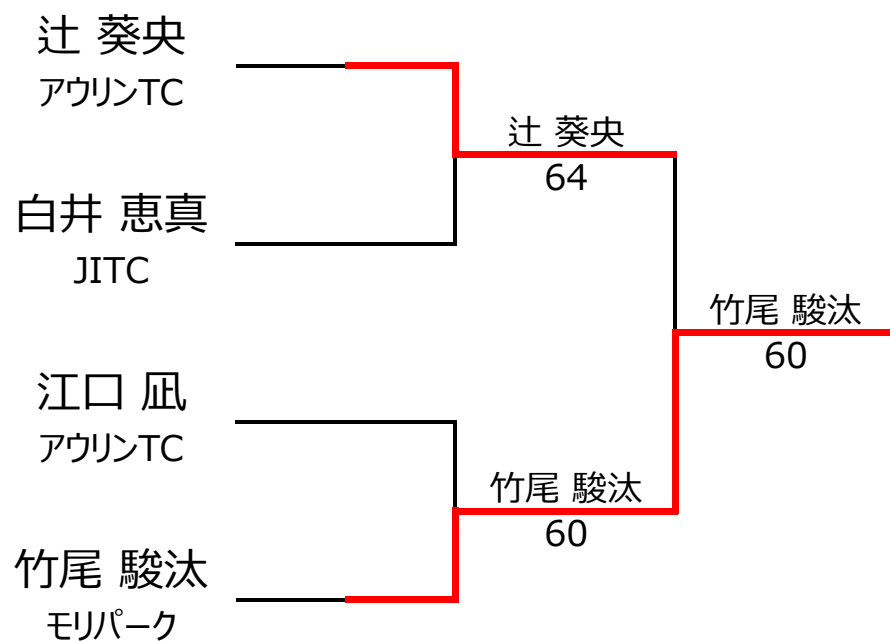 辻 葵央
アウリンTC
白井 恵真
JITC
江口 凪
アウリンTC
竹尾 駿汰
モリパーク
辻 葵央
64
竹尾 駿汰
60
竹尾 駿汰
60